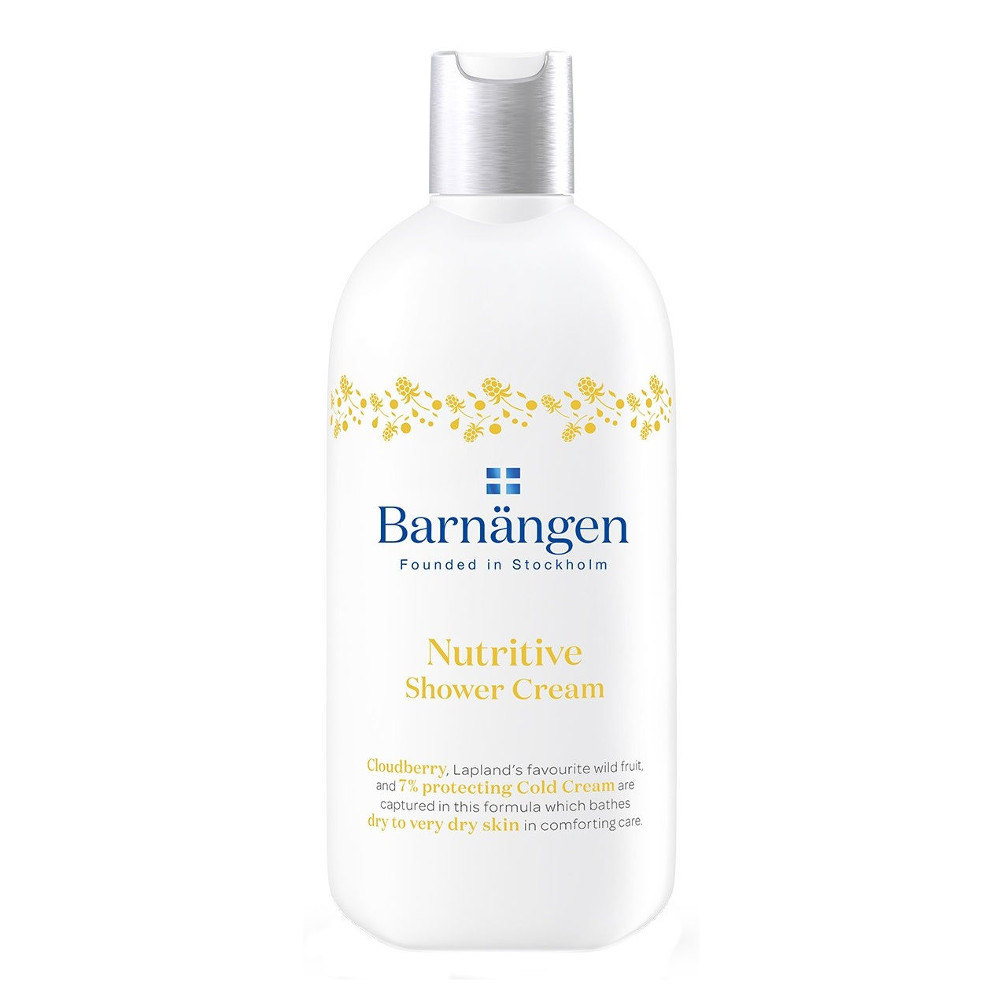 Barnängen
Founded in Stockholm
Nutritive
Shower Cream
Cloudberry, Lapland's favourite wild fruit,
and 7% protecting Cold Cream are
captured in this formula which bathes
dry to very dry skin in comforting care.